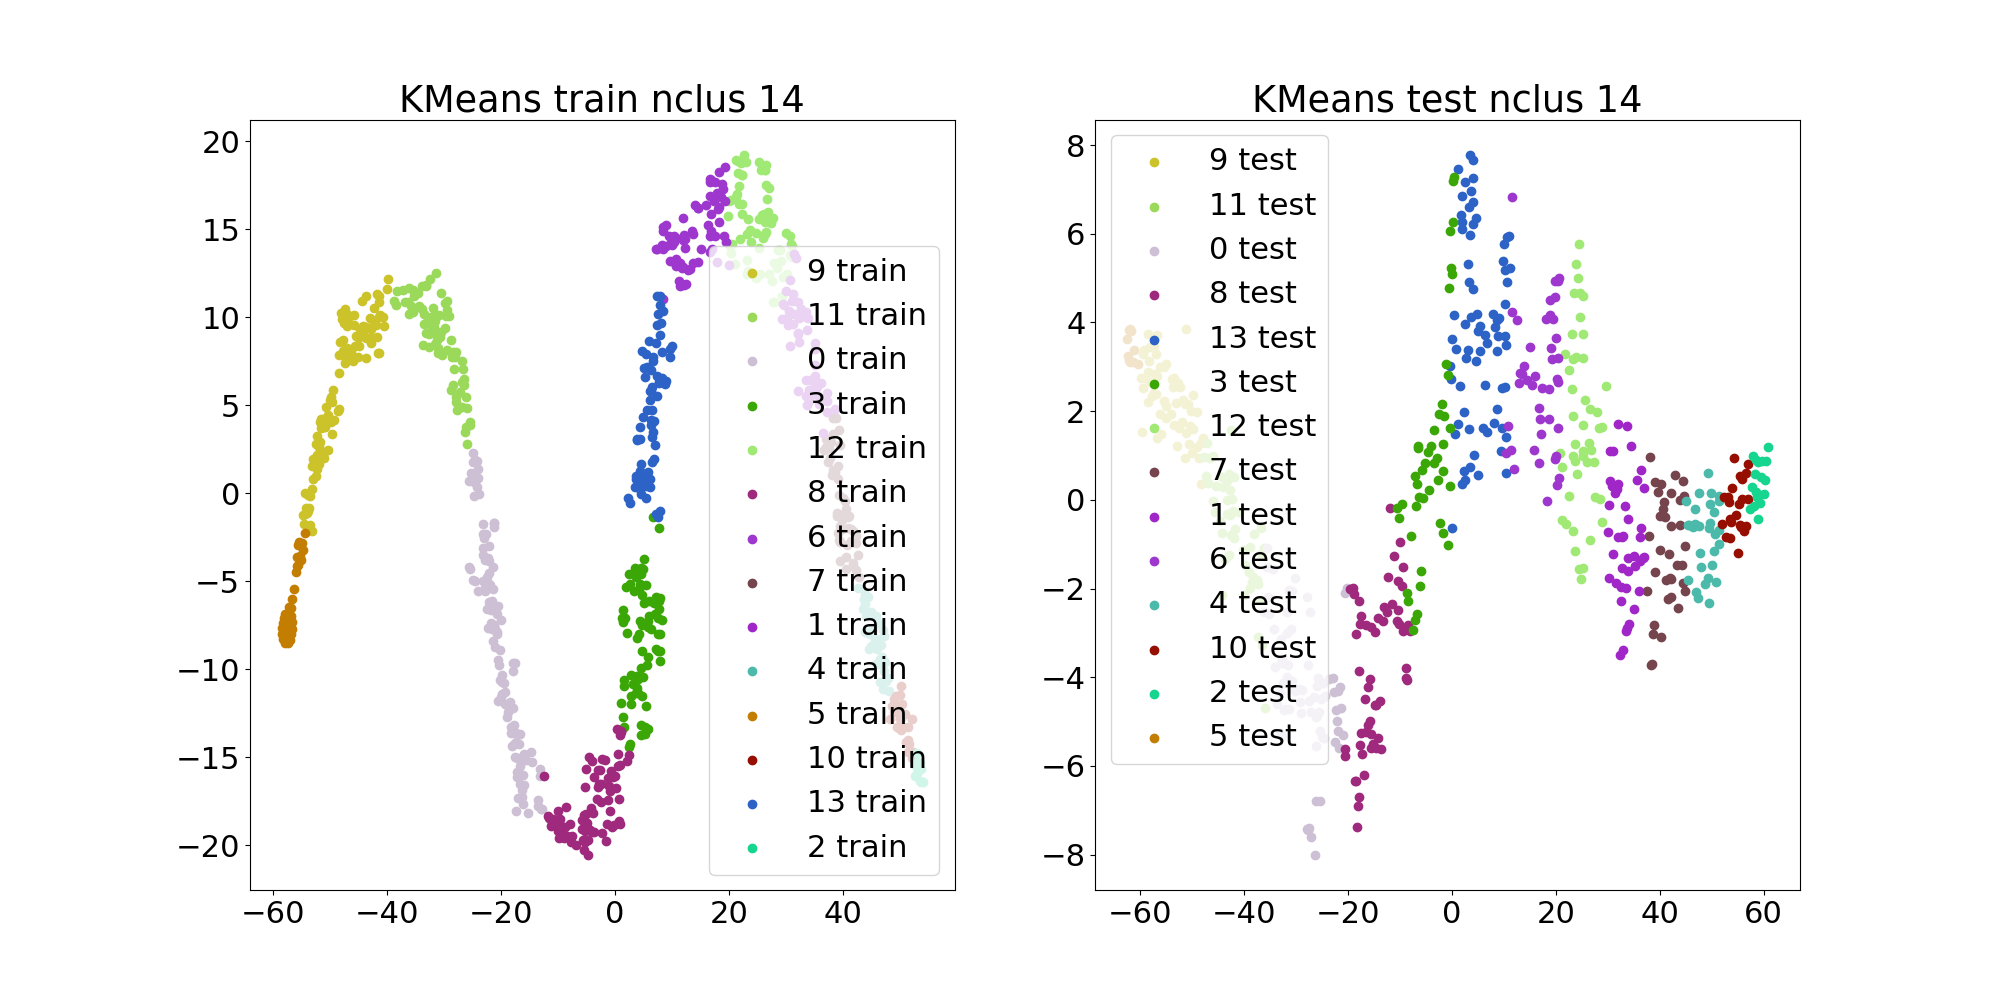 KMeans train nclus 14
20
15
10
5
0
−5
−10
−15
−20
−60
−40
−20
0
20
40
9 train
11 train
0 train
3 train
12 train
8 train
6 train
7 train
1 train
4 train
5 train
10 train
13 train
2 train
KMeans test nclus 14
8
6
4
2
0
−2
−4
−6
−8
−60
−40
−20
0
20
40
60
9 test
11 test
0 test
8 test
13 test
3 test
12 test
7 test
1 test
6 test
4 test
10 test
2 test
5 test